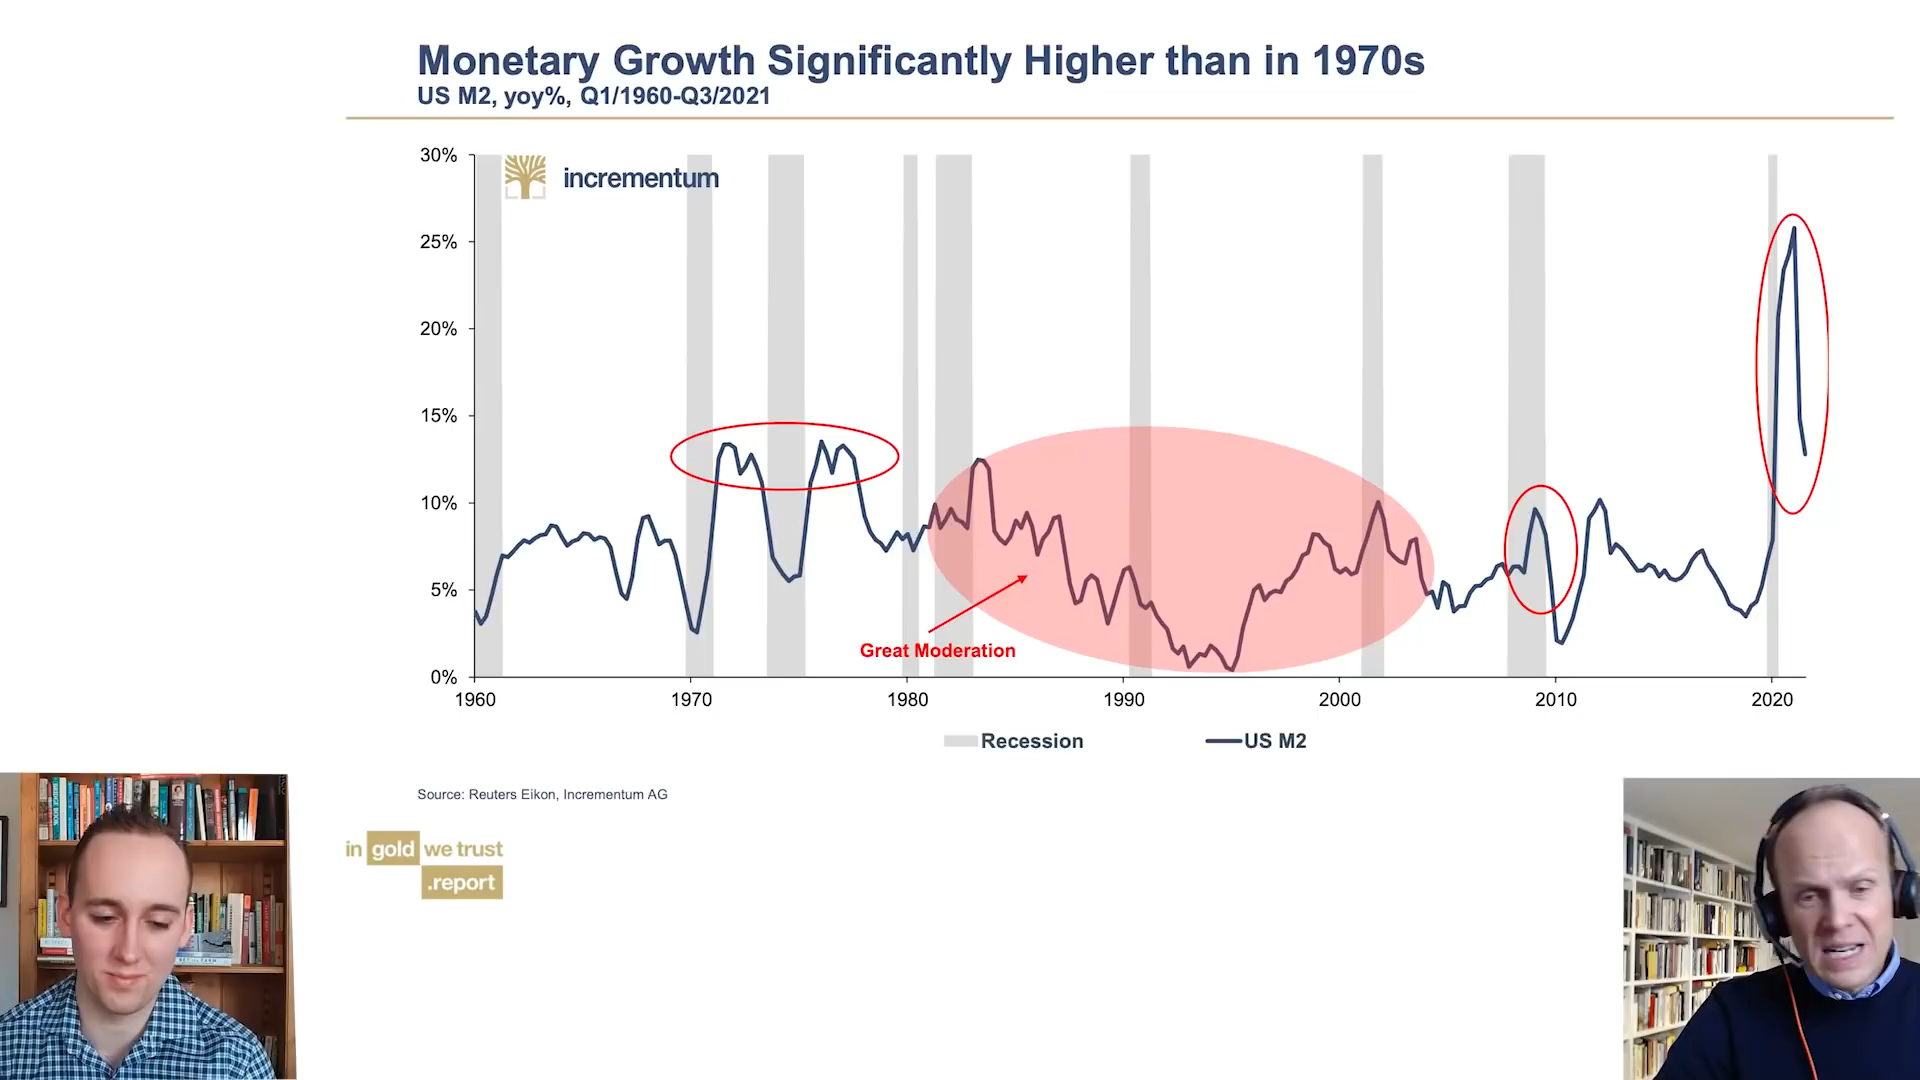 Monetary Growth Significantly Higher than in 1970s
US M2, yoy%, Q1/1960-Q3/2021
incrementum
30%
25%
20%
15%
10%
5%
0%
Great Moderation
1960 1970 1980 1990 2000 2010 2020
Recession US M2
Source: Reuters Eikon, Incrementum AG
in gold we trust
.report